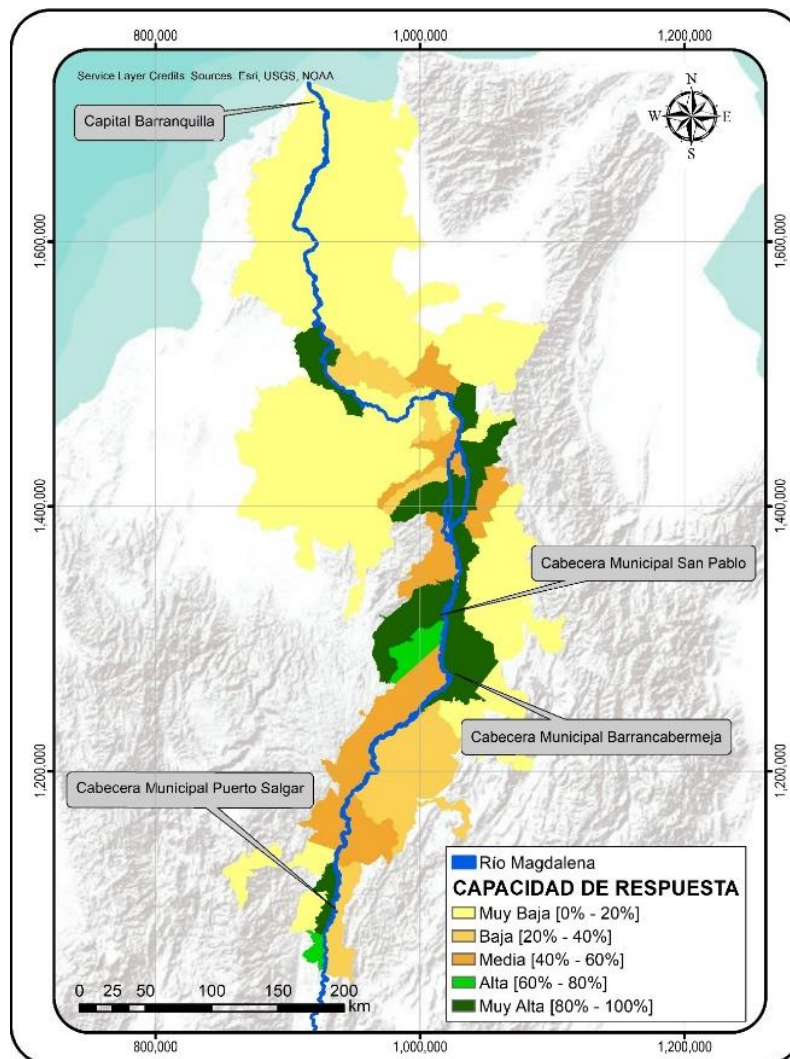 800,000
1,000,000
1,200,000
Service Layer Credits  Sources  Esri, USGS, NOAA
N
W
E
S
Capital Barranquilla
1,600,000
1,600,000
1,400,000
1,400,000
Cabecera Municipal San Pablo
Cabecera Municipal Barrancabermeja
1,200,000
1,200,000
Cabecera Municipal Puerto Salgar
Río Magdalena
CAPACIDAD DE RESPUESTA
Muy Baja [0% - 20%]
Baja [20% - 40%]
Media [40% - 60%]
Alta [60% - 80%]
Muy Alta [80% - 100%]
0 25 50 100 150 200
km
800,000
1,000,000
1,200,000